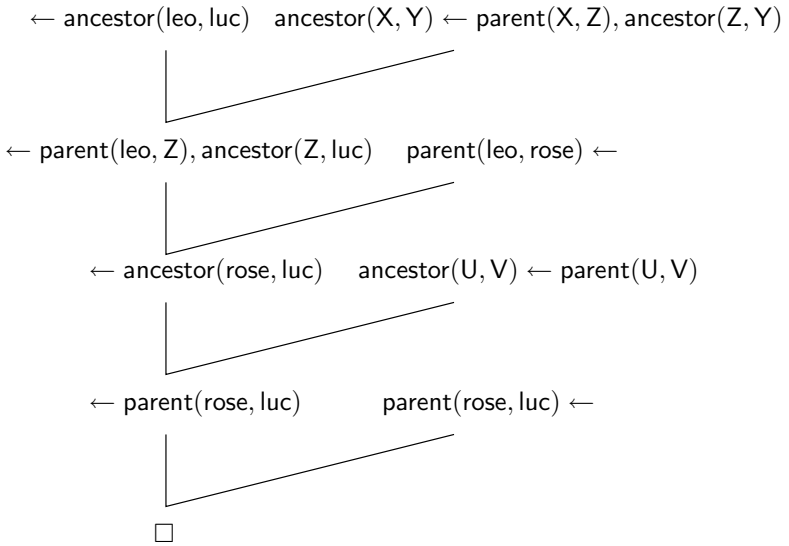 ← ancestor(leo, luc) ancestor(X, Y) ← parent(X, Z), ancestor(Z, Y)
← parent(leo, Z), ancestor(Z, luc) parent(leo, rose) ←
← ancestor(rose, luc) ancestor(U, V) ← parent(U, V)
← parent(rose, luc) parent(rose, luc) ←
□